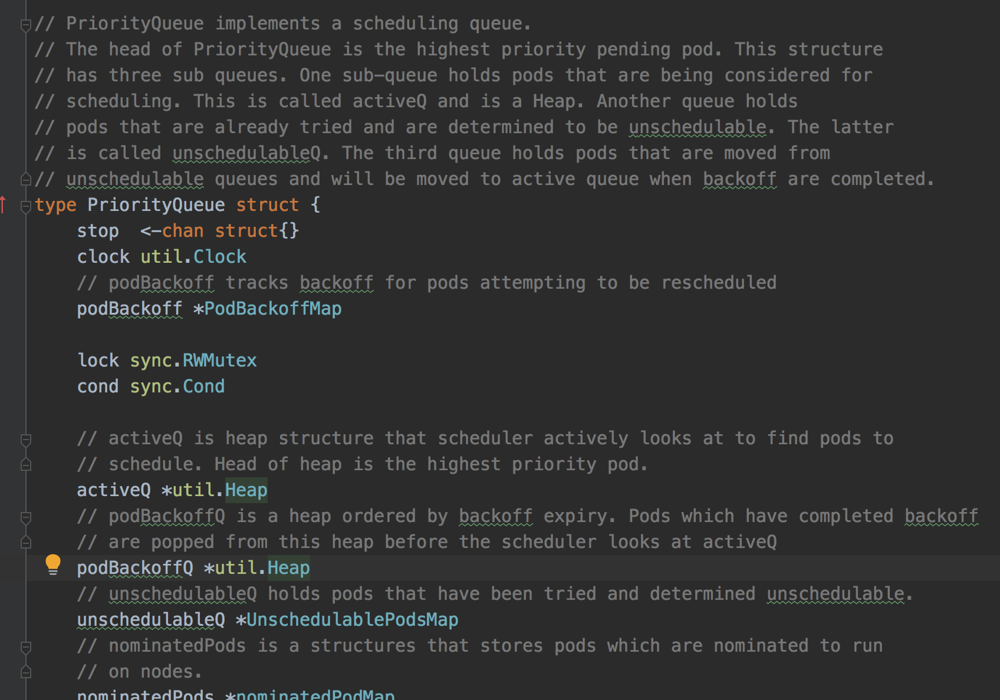 // PriorityQueue implements a scheduling queue.
// The head of PriorityQueue is the highest priority pending pod. This structure
// has three sub queues. One sub-queue holds pods that are being considered for
// scheduling. This is called activeQ and is a Heap. Another queue holds
// pods that are already tried and are determined to be unschedulable. The latter
// is called unschedulableQ. The third queue holds pods that are moved from
// unschedulable queues and will be moved to active queue when backoff are completed.
type PriorityQueue struct {
    stop  <-chan struct{}
    clock util.Clock
    // podBackoff tracks backoff for pods attempting to be rescheduled
    podBackoff *PodBackoffMap

    lock sync.RWMutex
    cond sync.Cond

    // activeQ is heap structure that scheduler actively looks at to find pods to
    // schedule. Head of heap is the highest priority pod.
    activeQ *util.Heap
    // podBackoffQ is a heap ordered by backoff expiry. Pods which have completed backoff
    // are popped from this heap before the scheduler looks at activeQ
    podBackoffQ *util.Heap
    // unschedulableQ holds pods that have been tried and determined unschedulable.
    unschedulableQ *UnschedulablePodsMap
    // nominatedPods is a structures that stores pods which are nominated to run
    // on nodes.
    nominatedPods *nominatedPodMap